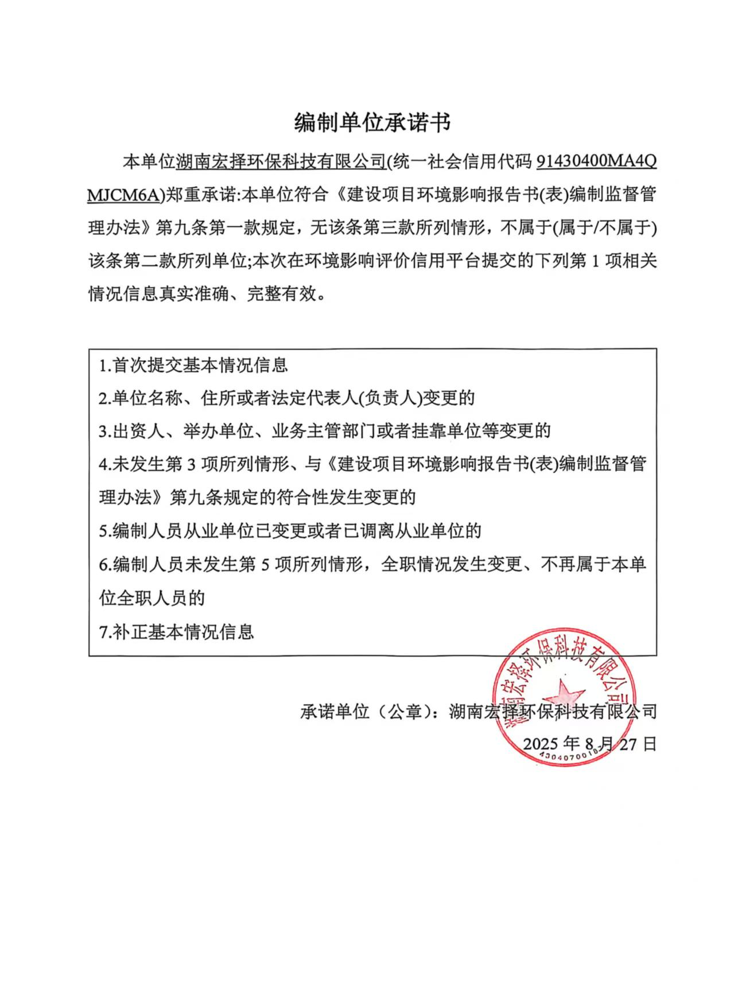 编制单位承诺书
本单位湖南宏择环保科技有限公司(统一社会信用代码 91430400MA4Q
MJCM6A)郑重承诺:本单位符合《建设项目环境影响报告书(表)编制监督管
理办法》第九条第一款规定，无该条第三款所列情形，不属于(属于/不属于)
该条第二款所列单位;本次在环境影响评价信用平台提交的下列第 1 项相关
情况信息真实准确、完整有效。
1.首次提交基本情况信息
2.单位名称、住所或者法定代表人(负责人)变更的
3.出资人、举办单位、业务主管部门或者挂靠单位等变更的
4.未发生第 3 项所列情形、与《建设项目环境影响报告书(表)编制监督管
理办法》第九条规定的符合性发生变更的
5.编制人员从业单位已变更或者已调离从业单位的
6.编制人员未发生第 5 项所列情形，全职情况发生变更、不再属于本单
位全职人员的
7.补正基本情况信息
湖南宏择环保科技有限公司
承诺单位（公章）：湖南宏择环保科技有限公司
2025 年 8 月 27 日